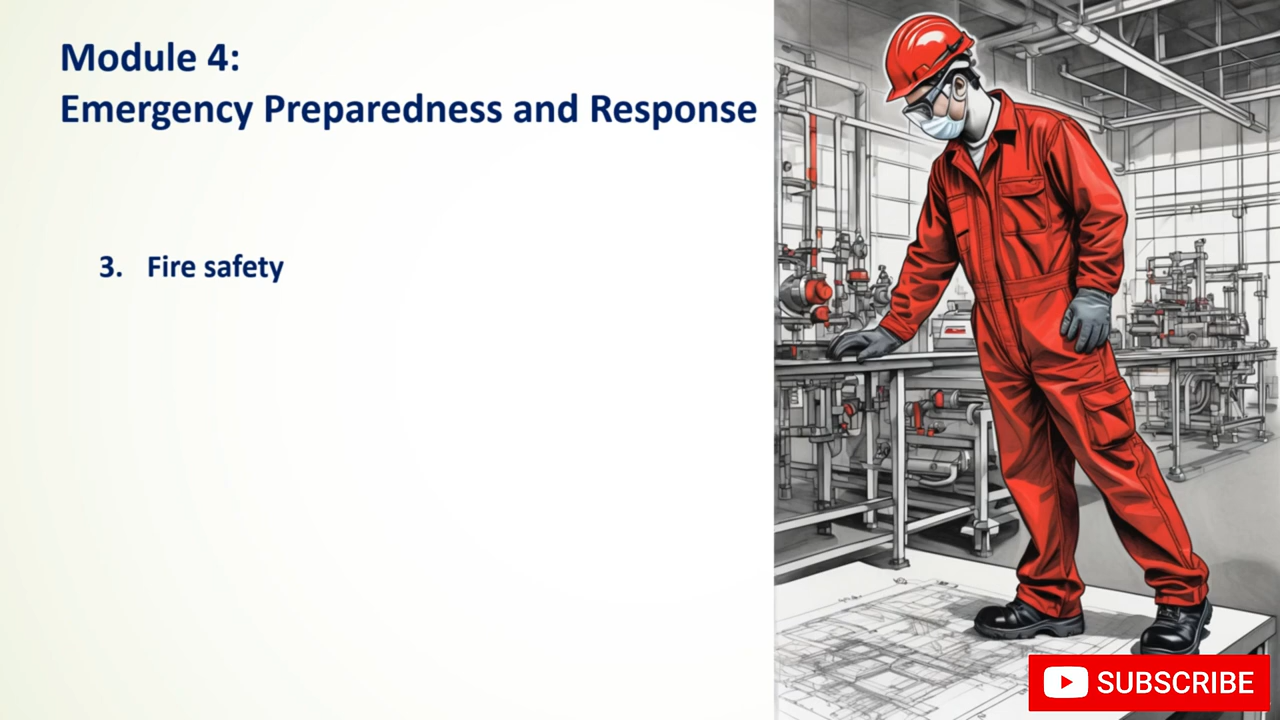 Module 4:
Emergency Preparedness and Response
3. Fire safety
SUBSCRIBE